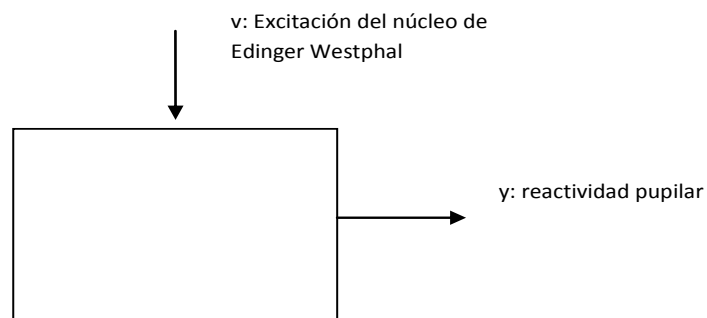 v: Excitación del núcleo de
Edinger Westphal
y: reactividad pupilar